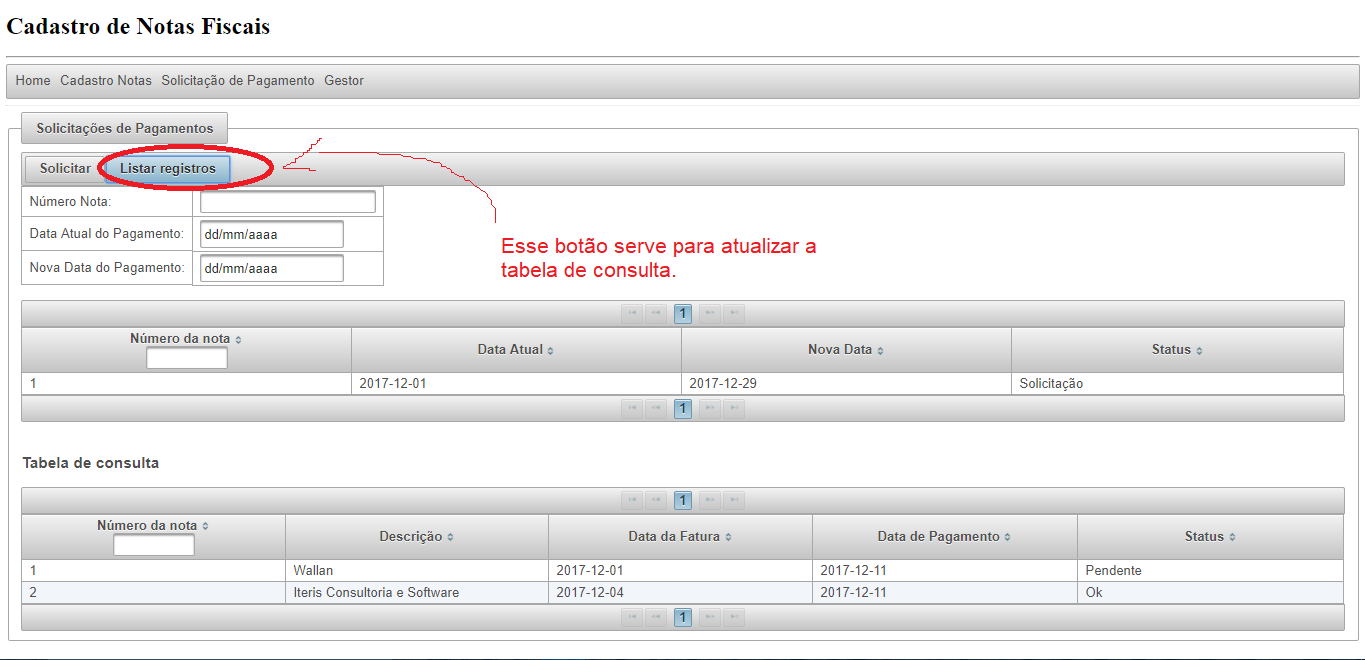 Cadastro de Notas Fiscais
Home Cadastro Notas Solicitação de Pagamento Gestor
Solicitações de Pagamentos
Solicitar Listar registros
Número Nota:
Data Atual do Pagamento: dd/mm/aaaa
Nova Data do Pagamento: dd/mm/aaaa
Esse botão serve para atualizar a
tabela de consulta.
1
Número da nota Data Atual Nova Data Status
1 2017-12-01 2017-12-29 Solicitação
1
Tabela de consulta
1
Número da nota Descrição Data da Fatura Data de Pagamento Status
1 Wallan 2017-12-01 2017-12-11 Pendente
2 Iteris Consultoria e Software 2017-12-04 2017-12-11 Ok
1